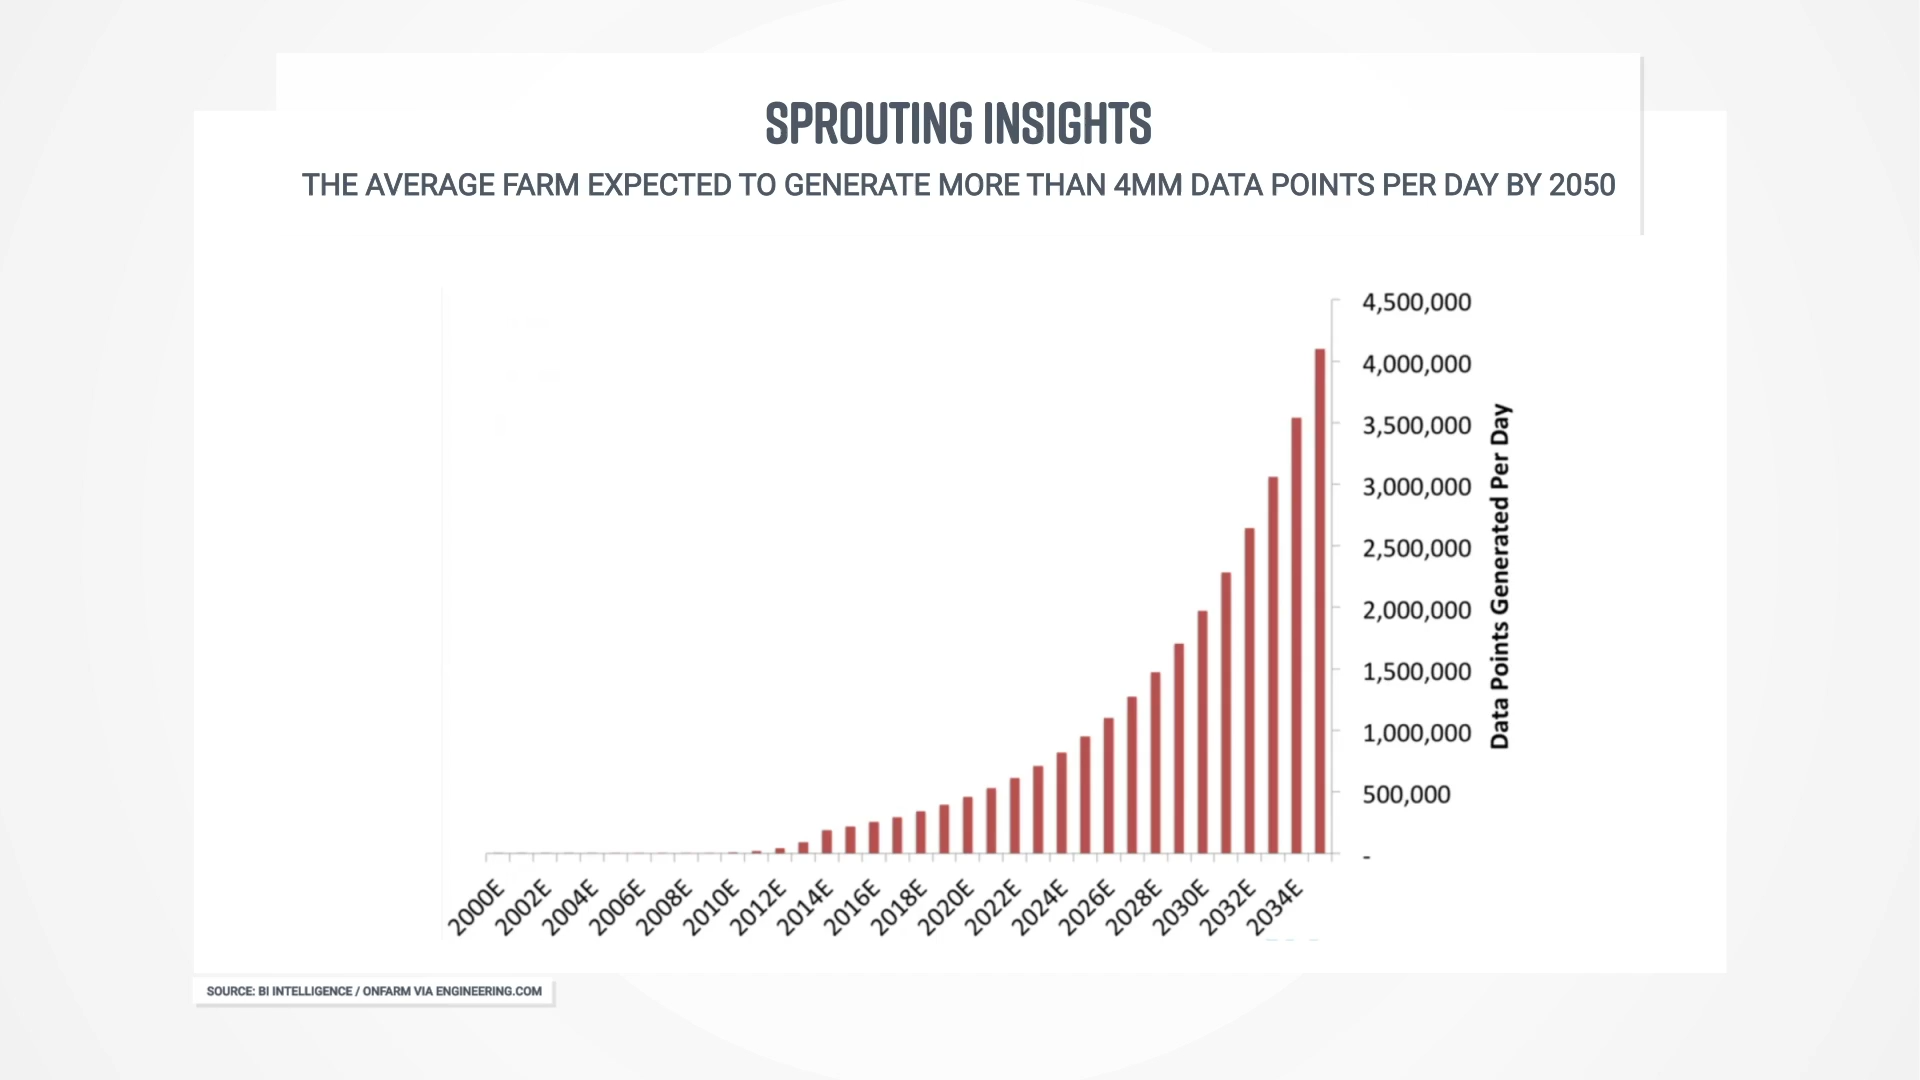 SPROUTING INSIGHTS
THE AVERAGE FARM EXPECTED TO GENERATE MORE THAN 4MM DATA POINTS PER DAY BY 2050
4,500,000
4,000,000
3,500,000
3,000,000
2,500,000
2,000,000
1,500,000
1,000,000
500,000
-
Data Points Generated Per Day
2000E
2002E
2004E
2006E
2008E
2010E
2012E
2014E
2016E
2018E
2020E
2022E
2024E
2026E
2028E
2030E
2032E
2034E
SOURCE: BI INTELLIGENCE / ONFARM VIA ENGINEERING.COM